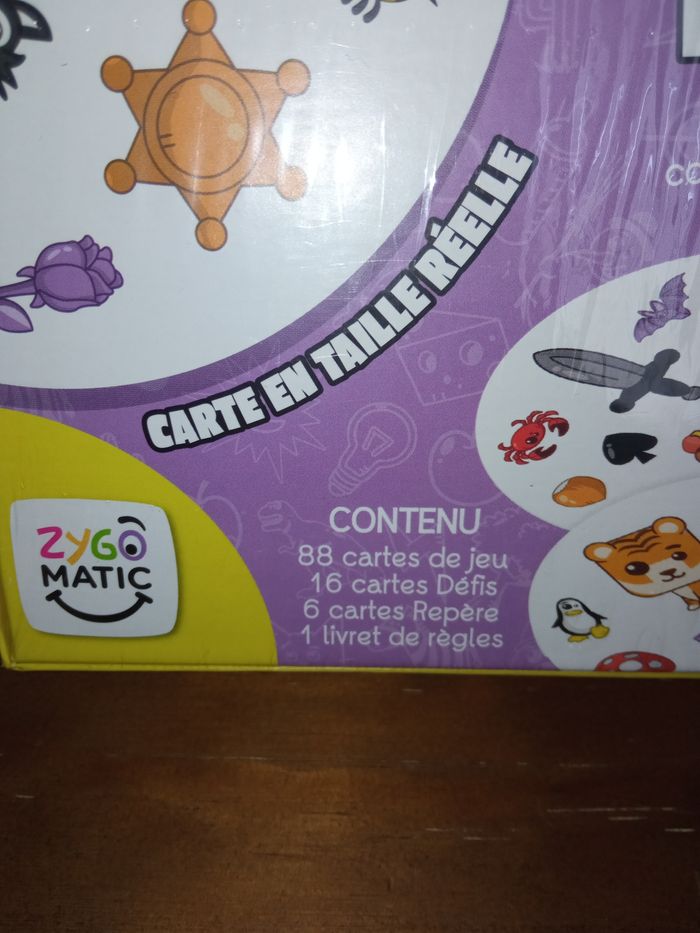 CARTE EN TAILLE RÉELLE
ZYGO
MATIC
CONTENU
88 cartes de jeu
16 cartes Défis
6 cartes Repère
1 livret de règles